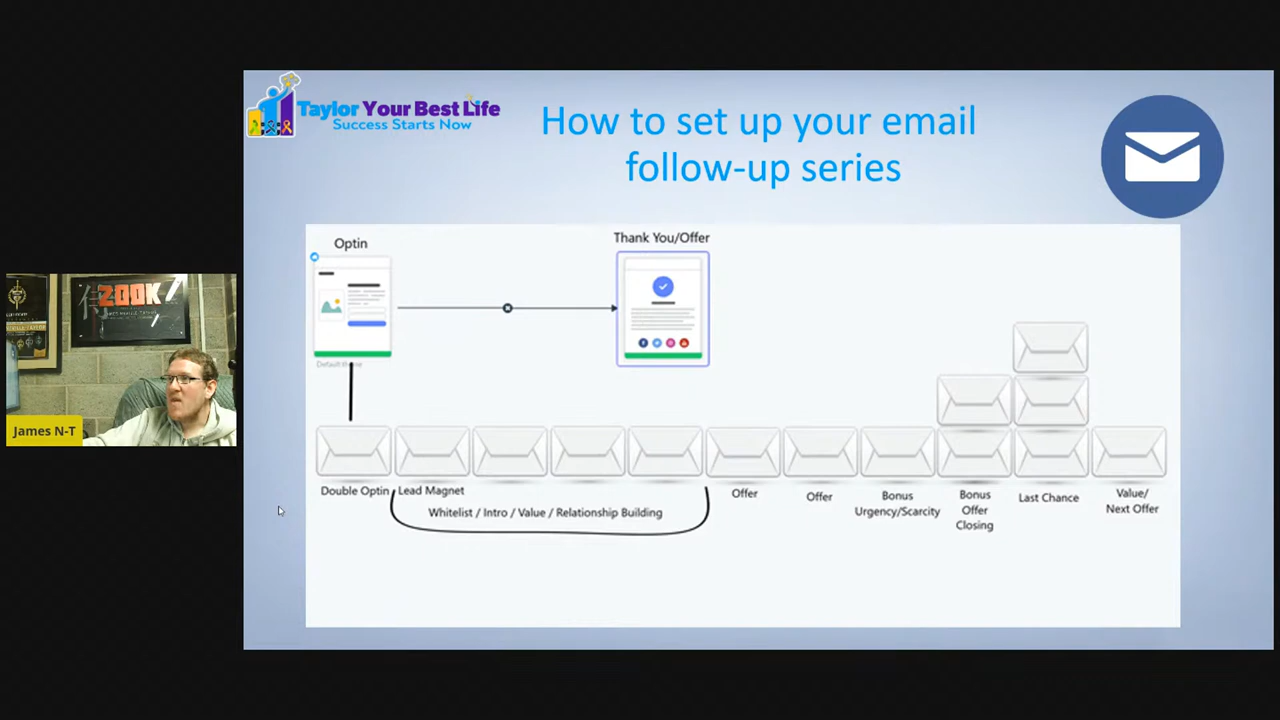 Taylor Your Best Life
Success Starts Now
How to set up your email
follow-up series
Optin
Thank You/Offer
ZOOK
James N-T
Double Optin
Lead Magnet
Whitelist / Intro / Value / Relationship Building
Offer
Offer
Bonus
Urgency/Scarcity
Bonus
Offer
Closing
Last Chance
Value/
Next Offer